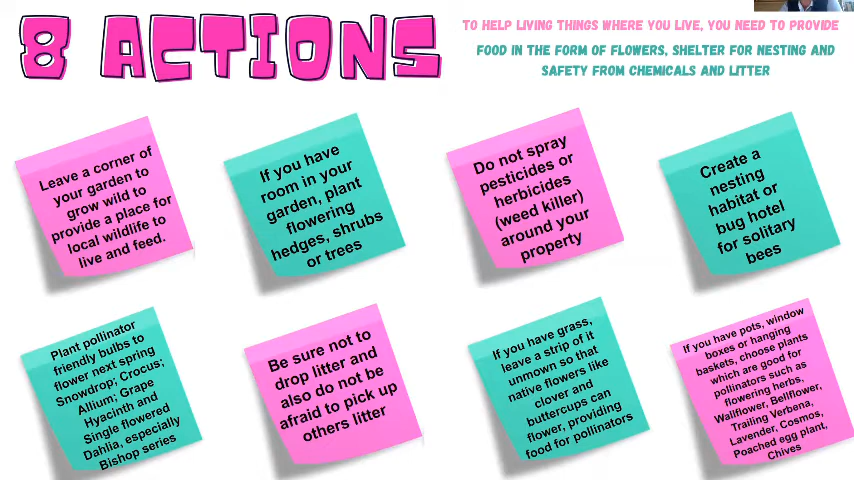 8 ACTIONS
TO HELP LIVING THINGS WHERE YOU LIVE, YOU NEED TO PROVIDE
FOOD IN THE FORM OF FLOWERS, SHELTER FOR NESTING AND
SAFETY FROM CHEMICALS AND LITTER
Leave a corner of
your garden to
grow wild to
provide a place for
local wildlife to
live and feed.
If you have
room in your
garden, plant
flowering
hedges, shrubs
or trees
Do not spray
pesticides or
herbicides
(weed killer)
around your
property
Create a
nesting
habitat or
bug hotel
for solitary
bees
Plant pollinator
friendly bulbs to
flower next spring
Snowdrop; Crocus;
Allium; Grape
Hyacinth and
Single flowered
Dahlia, especially
Bishop series
Be sure not to
drop litter and
also do not be
afraid to pick up
others litter
If you have grass,
leave a strip of it
unmown so that
native flowers like
clover and
buttercups can
flower, providing
food for pollinators
If you have pots, window
boxes or hanging
baskets, choose plants
which are good for
pollinators such as
flowering herbs,
Wallflower, Bellflower,
Trailing Verbena,
Lavender, Cosmos,
Poached egg plant,
Chives